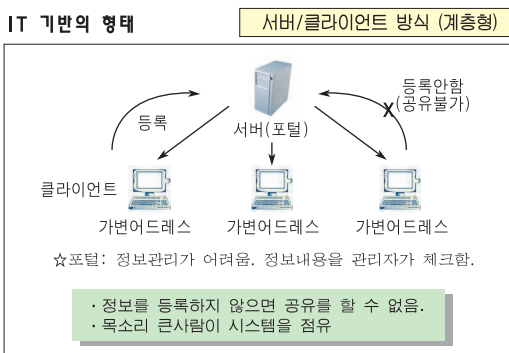 IT 기반의 형태
서버/클라이언트 방식 (계층형)
등록안함
X(공유불가)
등록
서버(포털)
클라이언트
가변어드레스 가변어드레스 가변어드레스
☆포털: 정보관리가 어려움. 정보내용을 관리자가 체크함.
· 정보를 등록하지 않으면 공유를 할 수 없음.
· 목소리 큰사람이 시스템을 점유